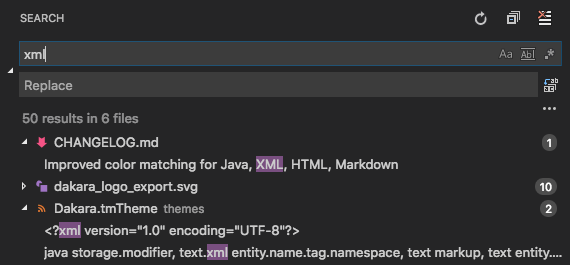 SEARCH
xml
Aa Abl .*
Replace
50 results in 6 files
CHANGELOG.md 1
Improved color matching for Java, XML, HTML, Markdown
dakara_logo_export.svg 10
Dakara.tmTheme themes 2
<?xml version="1.0" encoding="UTF-8"?>
java storage.modifier, text.xml entity.name.tag.namespace, text markup, text entity....